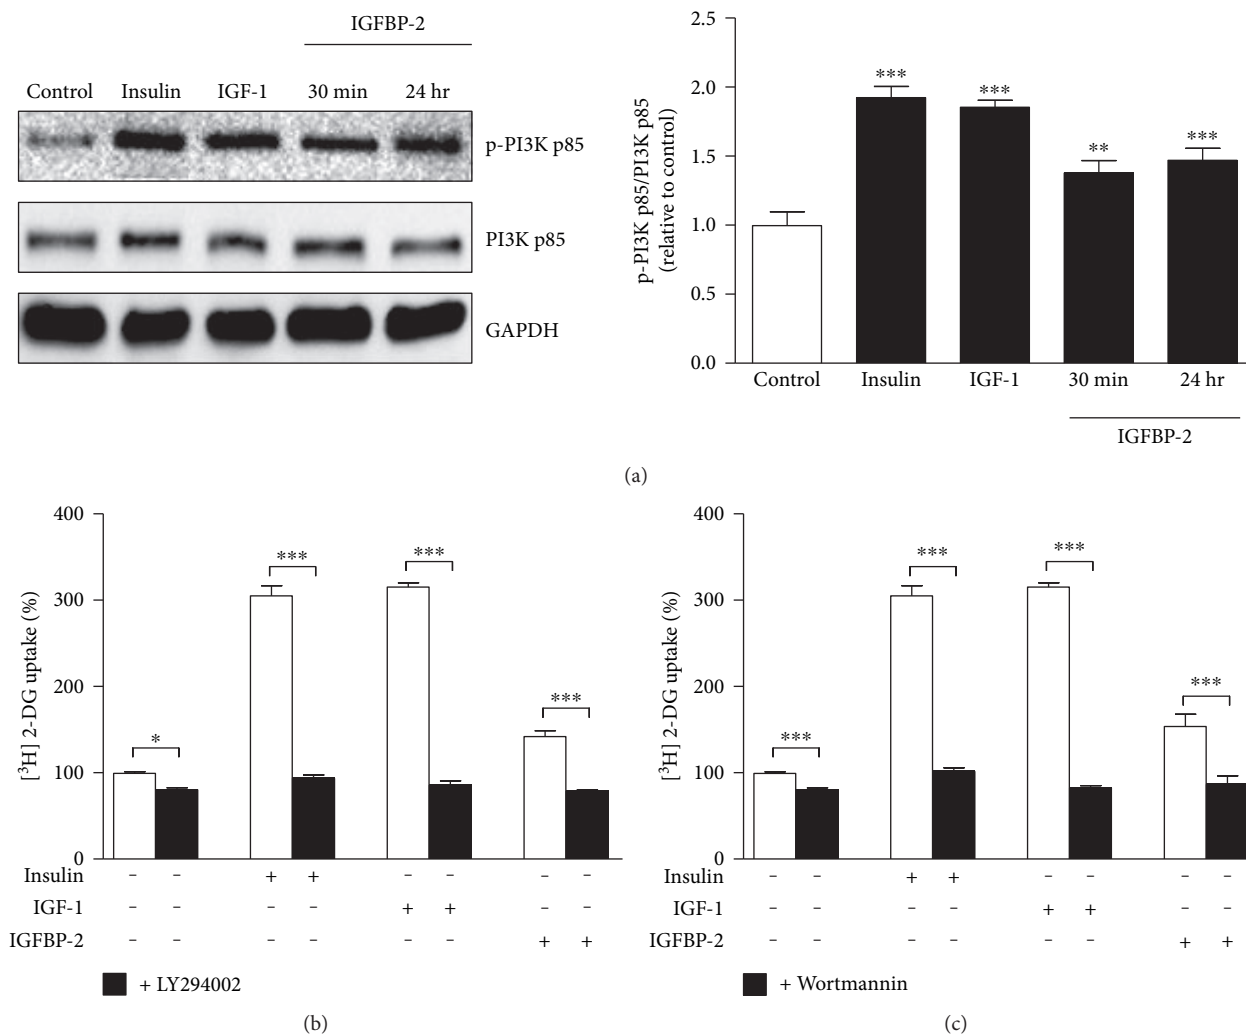 IGFBP-2
Control Insulin IGF-1 30 min 24 hr
p-PI3K p85
PI3K p85
GAPDH
p-PI3K p85/PI3K p85
(relative to control)
2.5
2.0
1.5
1.0
0.5
0.0
***
***
**
***
Control Insulin IGF-1 30 min 24 hr
IGFBP-2
(a)
[³H] 2-DG uptake (%)
400
300
200
100
0
*
***
***
***
Insulin – – + + – – – –
IGF-1 – – – – + + – –
IGFBP-2 – – – – – – + +
+ LY294002
(b)
[³H] 2-DG uptake (%)
400
300
200
100
0
***
***
***
***
Insulin – – + + – – – –
IGF-1 – – – – + + – –
IGFBP-2 – – – – – – + +
+ Wortmannin
(c)